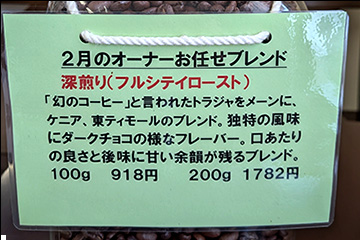 2月のオーナーお任せブレンド
深煎り(フルシテイロースト)
「幻のコーヒー」と言われたトラジャをメーンに、
ケニア、東ティモールのブレンド。独特の風味
にダークチョコの様なフレーバー。口あたり
の良さと後味に甘い余韻が残るブレンド。
100g 918円 200g 1782円